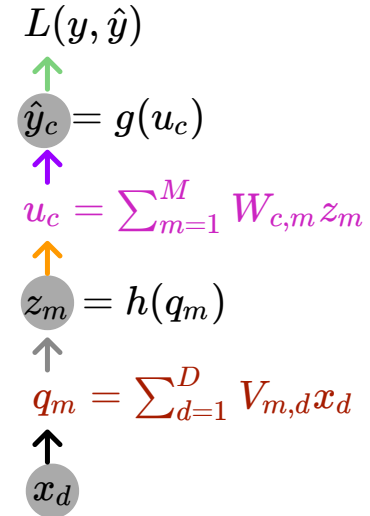 L(y, ŷ)
ŷ_c = g(u_c)
u_c = ∑_{m=1}^{M} W_{c,m} z_m
z_m = h(q_m)
q_m = ∑_{d=1}^{D} V_{m,d} x_d
x_d